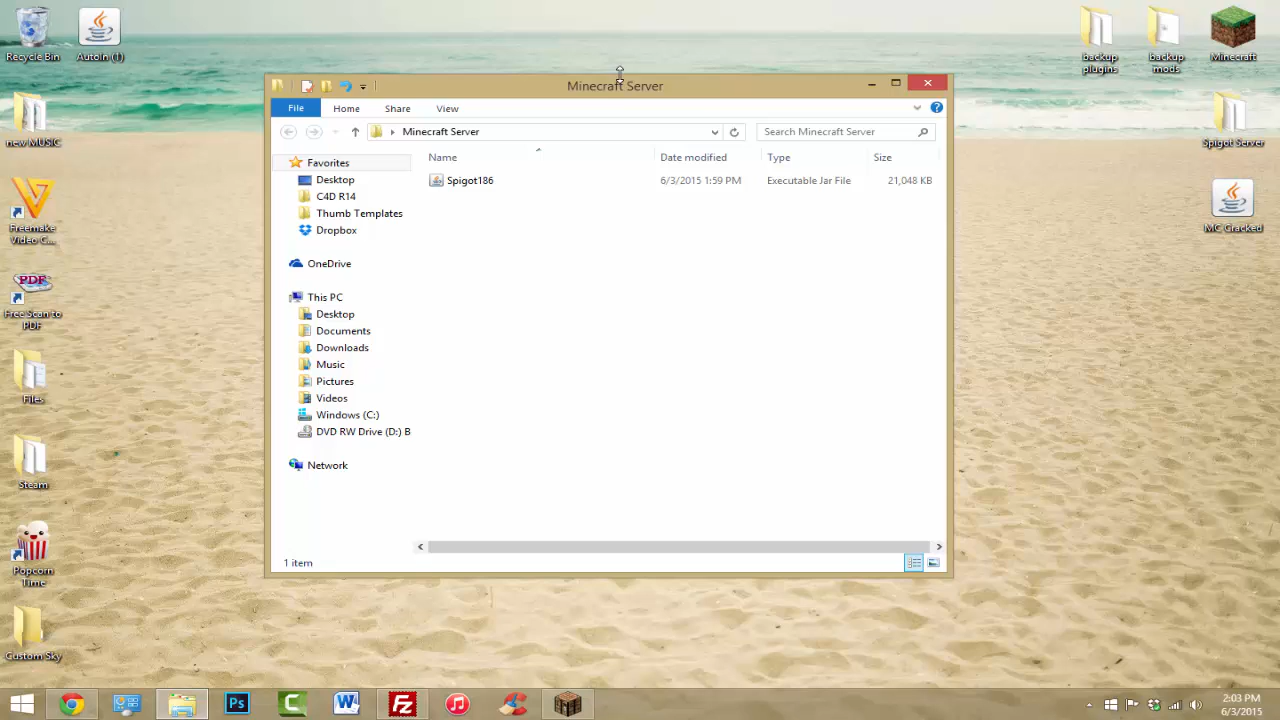 Recycle Bin
AutoIn (1)
backup plugins
backup mods
Minecraft
new MUSIC
Spigot Server
Freemake Video C...
MC Cracked
PDF
Free Scan to PDF
Files
Steam
Popcorn Time
Custom Sky
Minecraft Server
File
Home
Share
View
Minecraft Server
Search Minecraft Server
Name
Date modified
Type
Size
Spigot186
6/3/2015 1:59 PM
Executable Jar File
21,048 KB
Favorites
Desktop
C4D R14
Thumb Templates
Dropbox
OneDrive
This PC
Desktop
Documents
Downloads
Music
Pictures
Videos
Windows (C:)
DVD RW Drive (D:) B
Network
1 item
Ps
C
W
Fz
2:03 PM
6/3/2015